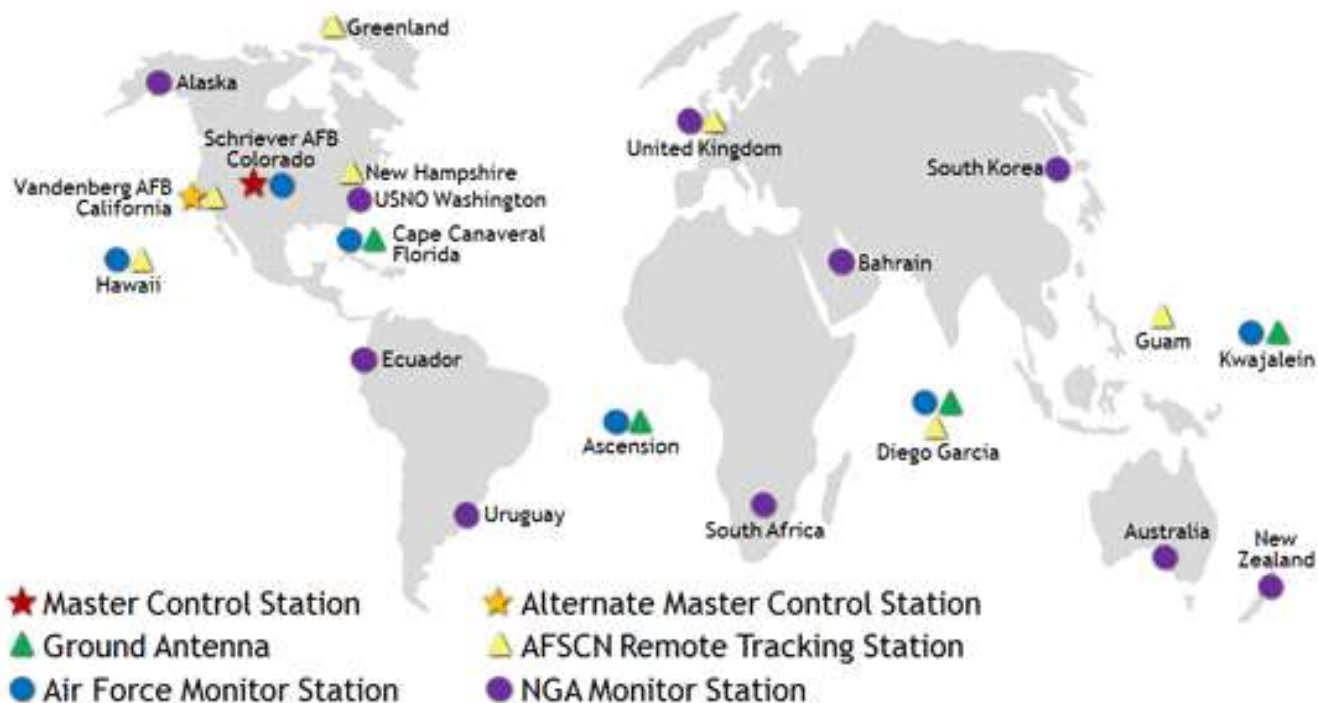 Greenland
Alaska
Schriever AFB
Colorado
New Hampshire
Vandenberg AFB
California
USNO Washington
Cape Canaveral
Florida
Hawaii
United Kingdom
South Korea
Bahrain
Guam
Kwajalein
Ecuador
Ascension
Diego Garcia
Uruguay
South Africa
Australia
New
Zealand
Master Control Station
Alternate Master Control Station
Ground Antenna
AFSCN Remote Tracking Station
Air Force Monitor Station
NGA Monitor Station